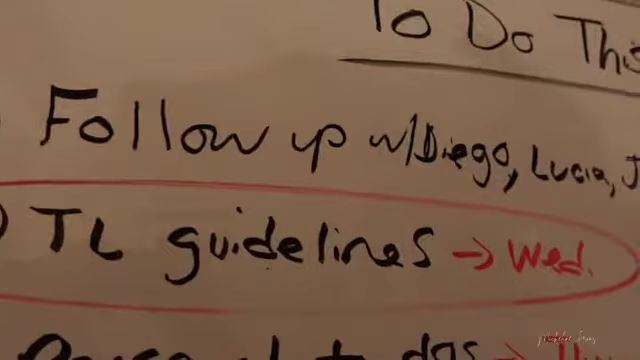 To Do This
Follow up w/Diego, Lucia, J
TL guidelines → Wed.